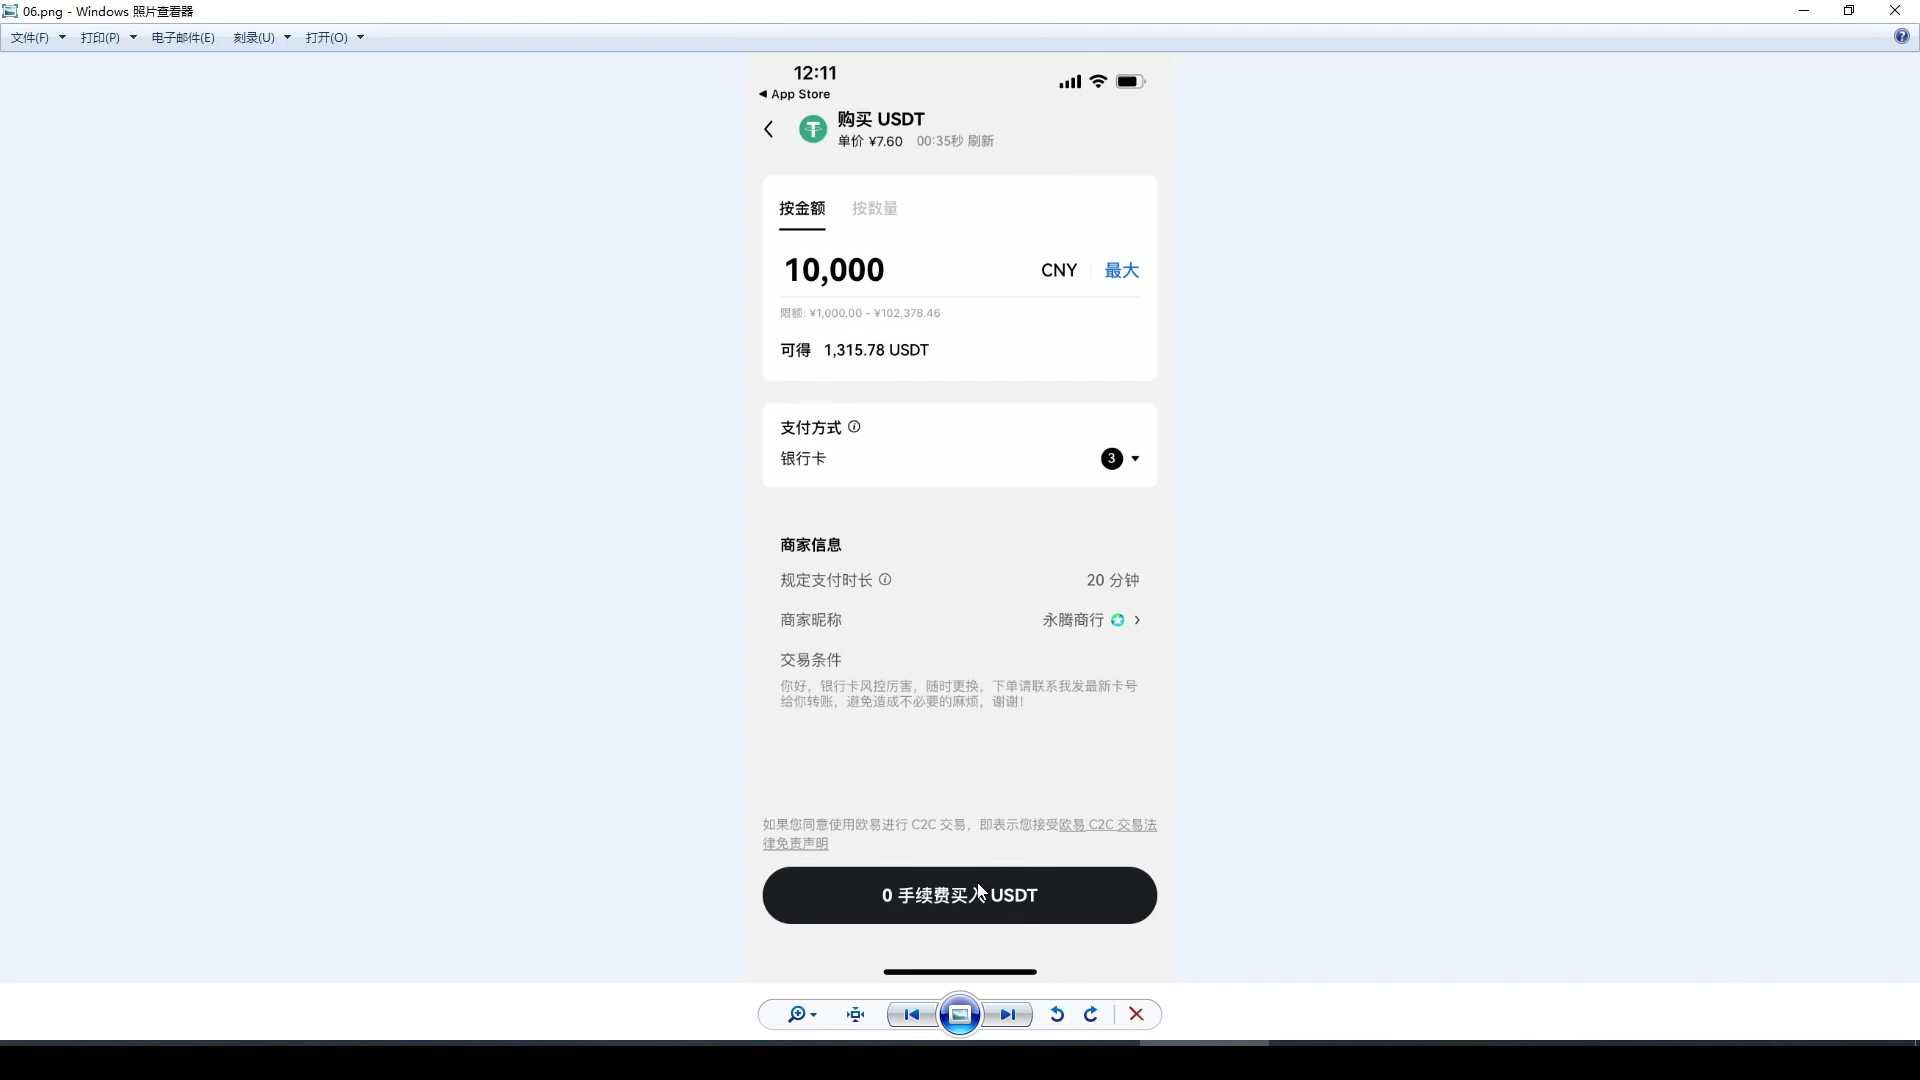 06.png - Windows 照片查看器
文件(F) 打印(P) 电子邮件(E) 刻录(U) 打开(O)
12:11
App Store
购买 USDT
单价 ¥7.60 00:35秒 刷新
按金额 按数量
10,000 CNY 最大
限额: ¥1,000.00 - ¥102,378.46
可得 1,315.78 USDT
支付方式
银行卡 3
商家信息
规定支付时长 20 分钟
商家昵称 永腾商行
交易条件
你好，银行卡风控厉害，随时更换，下单请联系我发最新卡号
给你转账，避免造成不必要的麻烦，谢谢！
如果您同意使用欧易进行 C2C 交易，即表示您接受欧易 C2C 交易法
律免责声明
0 手续费买入 USDT